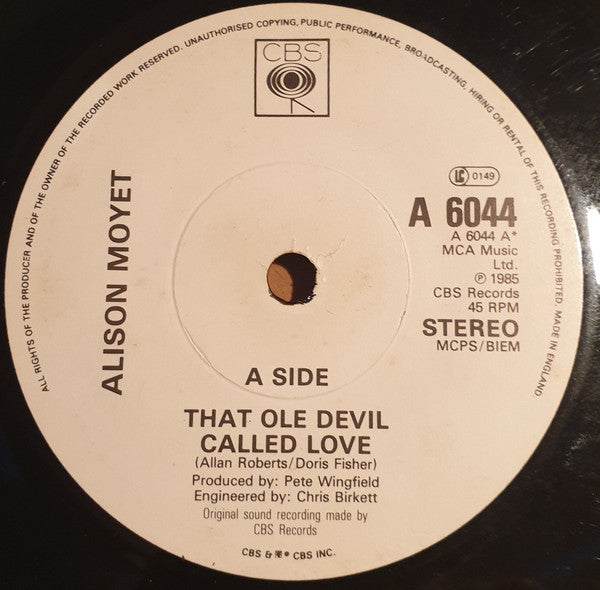 ALL RIGHTS OF THE PRODUCER AND OF THE OWNER OF THE RECORDED WORK RESERVED. UNAUTHORISED COPYING, PUBLIC PERFORMANCE, BROADCASTING, HIRING OR RENTAL OF THIS RECORDING PROHIBITED. MADE IN ENGLAND
CBS
ALISON MOYET
LC 0149
A 6044
A 6044 A*
MCA Music
Ltd.
℗ 1985
CBS Records
45 RPM
STEREO
MCPS/BIEM
A SIDE
THAT OLE DEVIL
CALLED LOVE
(Allan Roberts/Doris Fisher)
Produced by: Pete Wingfield
Engineered by: Chris Birkett
Original sound recording made by
CBS Records
CBS & * CBS INC.